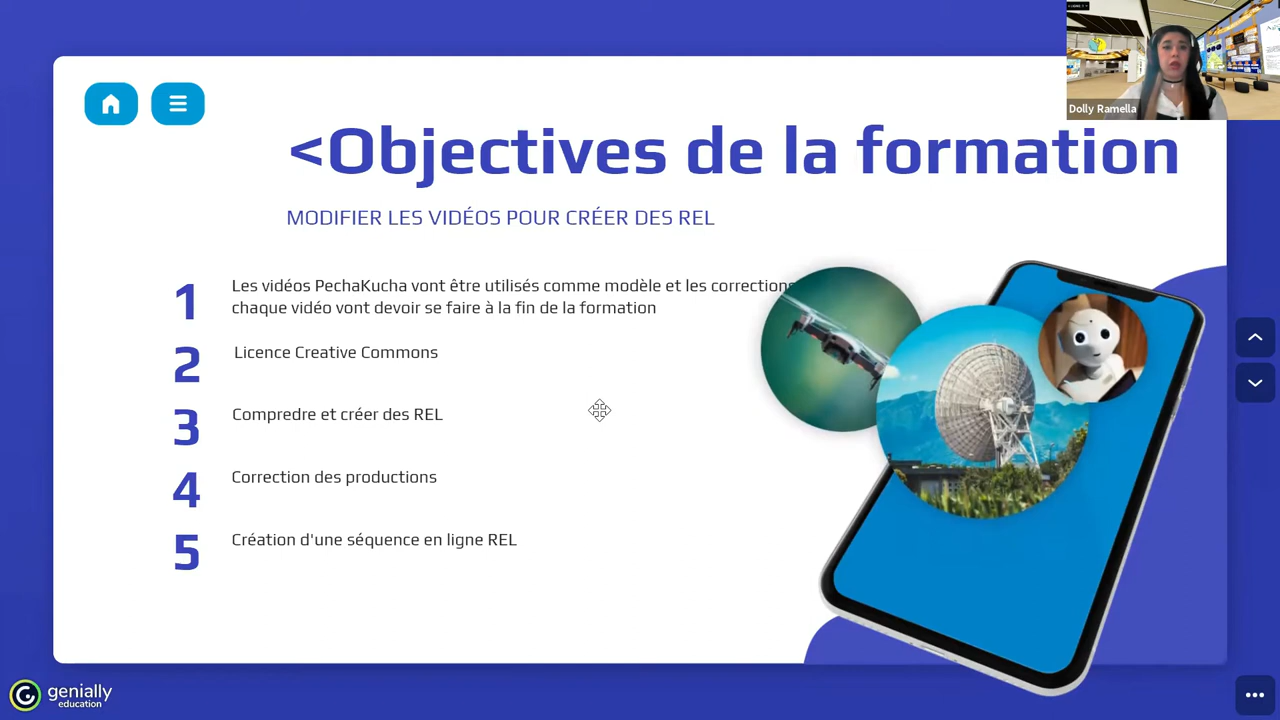 Dolly Ramella
<Objectives de la formation
MODIFIER LES VIDÉOS POUR CRÉER DES REL
1
Les vidéos PechaKucha vont être utilisés comme modèle et les corrections
chaque vidéo vont devoir se faire à la fin de la formation
2
Licence Creative Commons
3
Compredre et créer des REL
4
Correction des productions
5
Création d'une séquence en ligne REL
genially
education